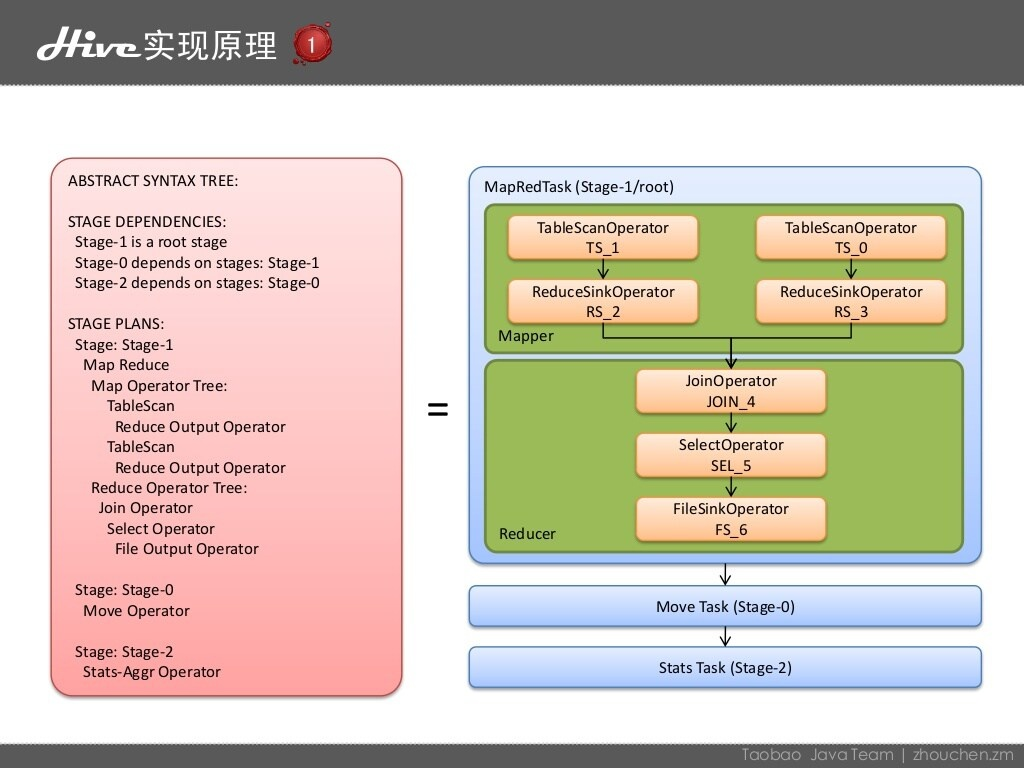 Hive实现原理 1
ABSTRACT SYNTAX TREE:
STAGE DEPENDENCIES:
Stage-1 is a root stage
Stage-0 depends on stages: Stage-1
Stage-2 depends on stages: Stage-0
STAGE PLANS:
Stage: Stage-1
Map Reduce
Map Operator Tree:
TableScan
Reduce Output Operator
TableScan
Reduce Output Operator
Reduce Operator Tree:
Join Operator
Select Operator
File Output Operator
Stage: Stage-0
Move Operator
Stage: Stage-2
Stats-Aggr Operator
=
MapRedTask (Stage-1/root)
TableScanOperator
TS_1
TableScanOperator
TS_0
ReduceSinkOperator
RS_2
ReduceSinkOperator
RS_3
Mapper
JoinOperator
JOIN_4
SelectOperator
SEL_5
FileSinkOperator
FS_6
Reducer
Move Task (Stage-0)
Stats Task (Stage-2)
Taobao Java Team | zhouchen.zm